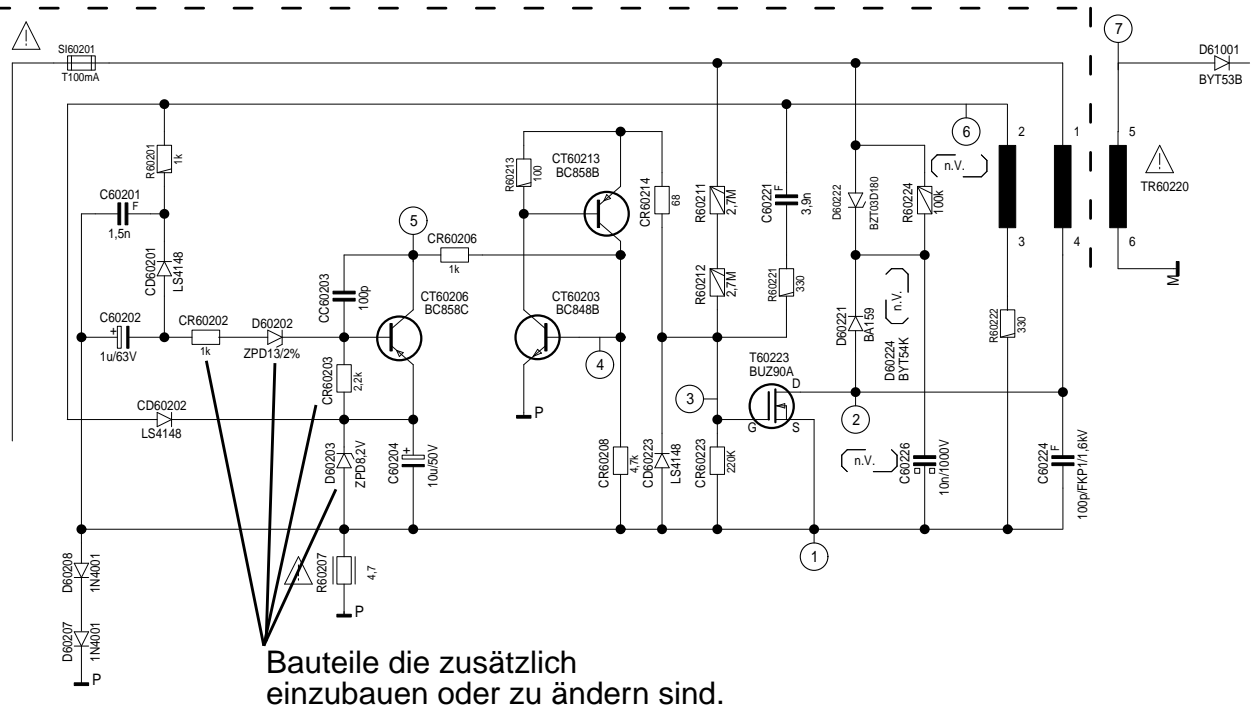 SI60201
T100mA
7
D61001
BYT53B
6
2
1
5
TR60220
n.V.
R60201
1k
C60201
F
1,5n
CD60201
LS4148
C60202
+
1u/63V
CR60202
1k
D60202
ZPD13/2%
CC60203
100p
5
CR60206
1k
CT60206
BC858C
R60213
100
CT60213
BC858B
CR60214
68
R60211
2,7M
C60221
F
3,9n
D60222
BZT03D180
R60224
100k
3
4
6
M
R60212
2,7M
R60221
330
CT60203
BC848B
4
D60221
BA159
D60224
BYT54K
n.V.
R60222
330
CR60203
2,2k
T60223
BUZ90A
D
G
S
3
2
P
CD60202
LS4148
D60203
ZPD8,2V
C60204
+
10u/50V
CR60208
4,7k
CD60223
LS4148
CR60223
220K
n.V.
C60226
10n/1000V
C60224
F
100p/FKP1/1,6kV
1
D60208
1N4001
R60207
4,7
P
D60207
1N4001
P
Bauteile die zusätzlich
einzubauen oder zu ändern sind.